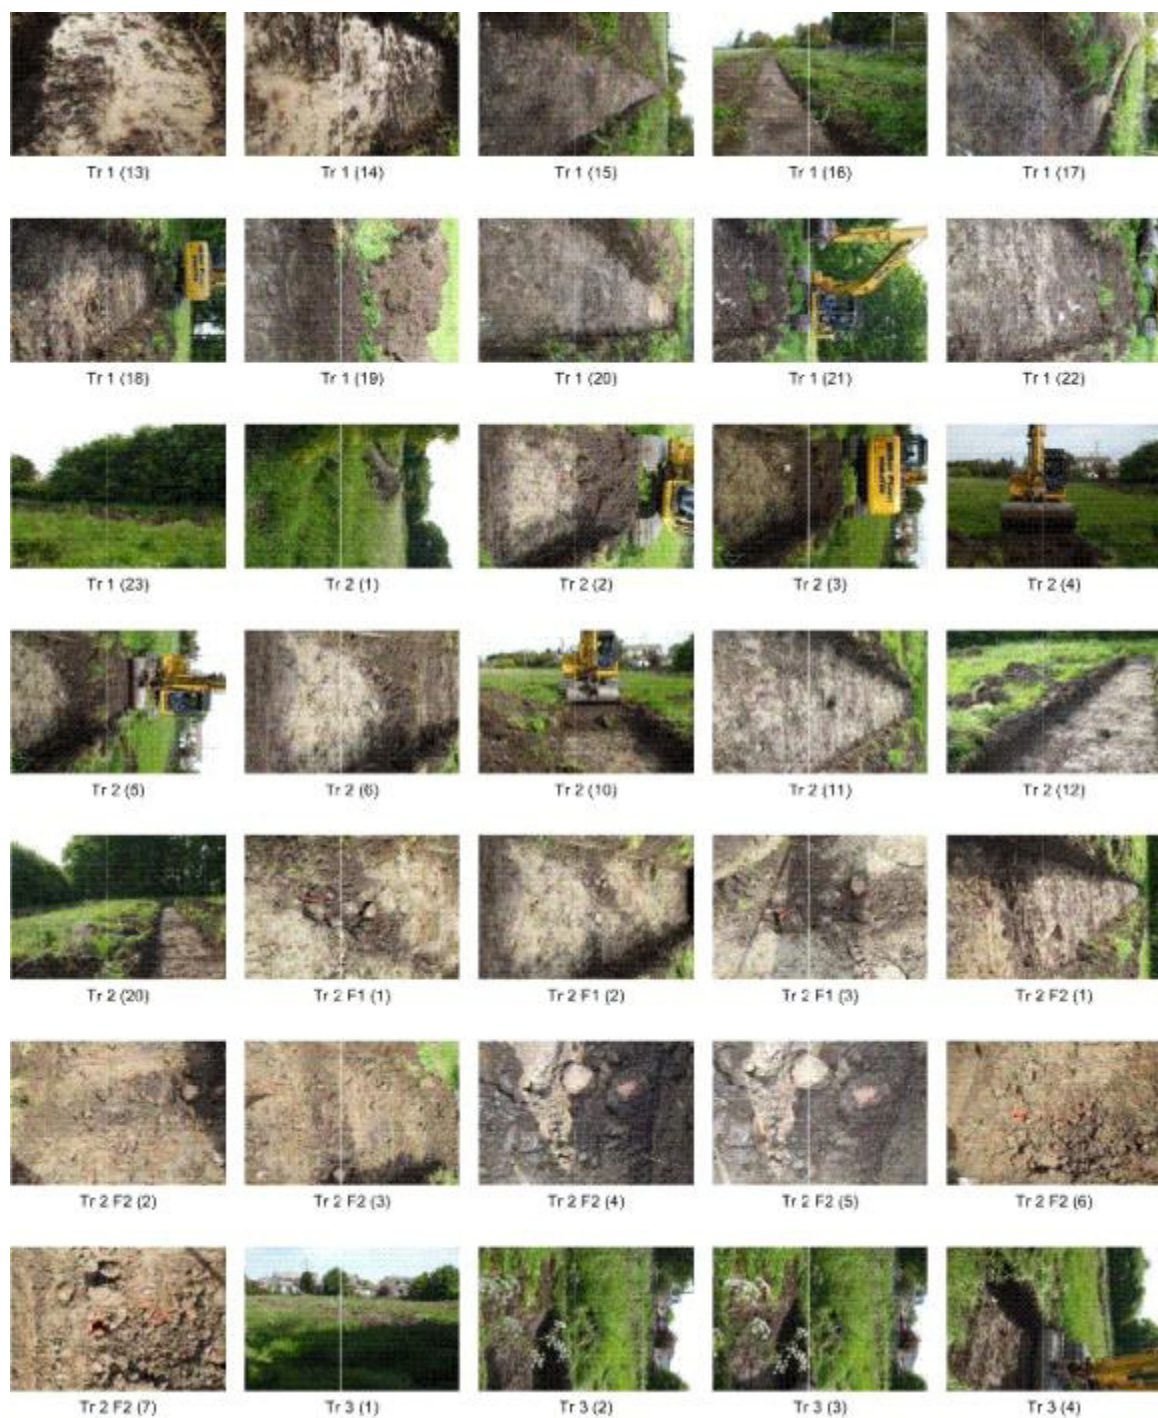 Tr 1 (13) Tr 1 (14) Tr 1 (15) Tr 1 (16) Tr 1 (17)
Tr 1 (18) Tr 1 (19) Tr 1 (20) Tr 1 (21) Tr 1 (22)
Tr 1 (23) Tr 2 (1) Tr 2 (2) Tr 2 (3) Tr 2 (4)
Tr 2 (5) Tr 2 (6) Tr 2 (10) Tr 2 (11) Tr 2 (12)
Tr 2 (20) Tr 2 F1 (1) Tr 2 F1 (2) Tr 2 F1 (3) Tr 2 F2 (1)
Tr 2 F2 (2) Tr 2 F2 (3) Tr 2 F2 (4) Tr 2 F2 (5) Tr 2 F2 (6)
Tr 2 F2 (7) Tr 3 (1) Tr 3 (2) Tr 3 (3) Tr 3 (4)